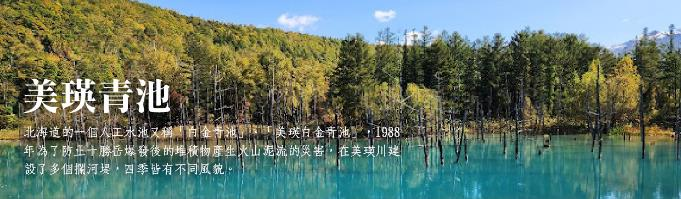 美瑛青池
北海道的一個人工水池又稱「白金青池」、「美瑛白金青池」，1988
年為了防止十勝岳爆發後的堆積物產生火山泥流的災害，在美瑛川建
設了多個攔河堤，四季皆有不同風貌。